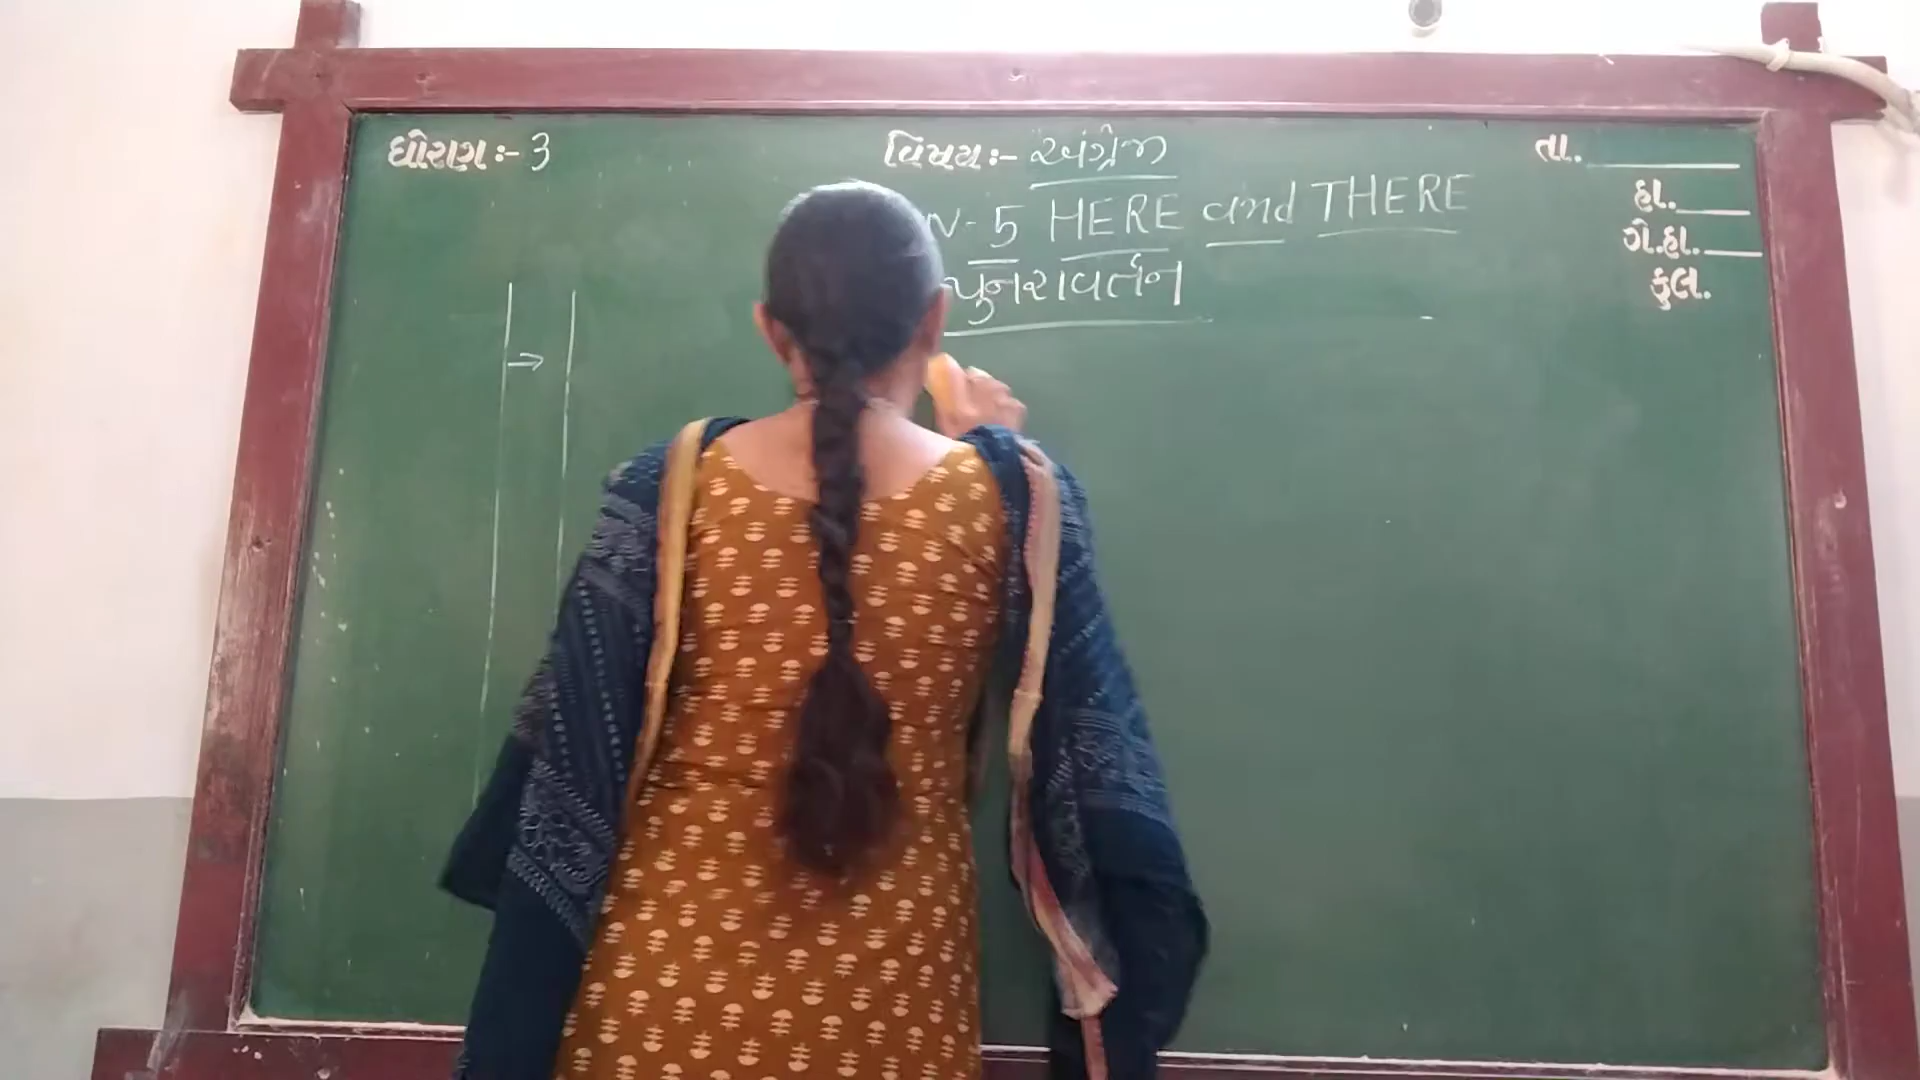 ધોરણ:- 3
વિષય:- અંગ્રેજી
તા.
હા.
ગે.હા.
કુલ.
5 HERE and THERE
પુનરાવર્તન